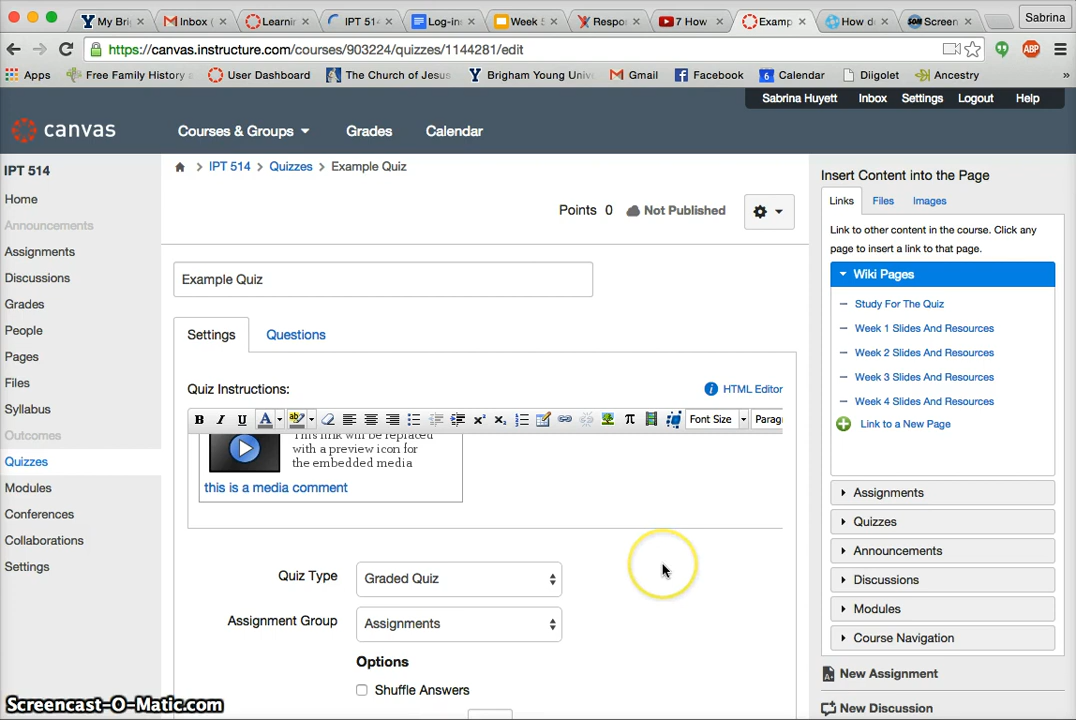 My Bri
Inbox (
Learnin
IPT 514
Log-in
Week 5
Respo
7 How
Examp
How do
Screen
Sabrina
https://canvas.instructure.com/courses/903224/quizzes/1144281/edit
Apps
Free Family History
User Dashboard
The Church of Jesus
Brigham Young Univ
Gmail
Facebook
6
Calendar
Diigolet
Ancestry
»
ABP
Sabrina Huyett
Inbox
Settings
Logout
Help
canvas
Courses & Groups
Grades
Calendar
IPT 514
Home
Announcements
Assignments
Discussions
Grades
People
Pages
Files
Syllabus
Outcomes
Quizzes
Modules
Conferences
Collaborations
Settings
IPT 514 > Quizzes > Example Quiz
Points 0
Not Published
Example Quiz
Settings
Questions
Quiz Instructions:
HTML Editor
B I U A ab Font Size Parag
This link will be replaced
with a preview icon for
the embedded media
this is a media comment
Quiz Type
Graded Quiz
Assignment Group
Assignments
Options
Shuffle Answers
Insert Content into the Page
Links
Files
Images
Link to other content in the course. Click any
page to insert a link to that page.
Wiki Pages
Study For The Quiz
Week 1 Slides And Resources
Week 2 Slides And Resources
Week 3 Slides And Resources
Week 4 Slides And Resources
Link to a New Page
Assignments
Quizzes
Announcements
Discussions
Modules
Course Navigation
New Assignment
New Discussion
Screencast-O-Matic.com